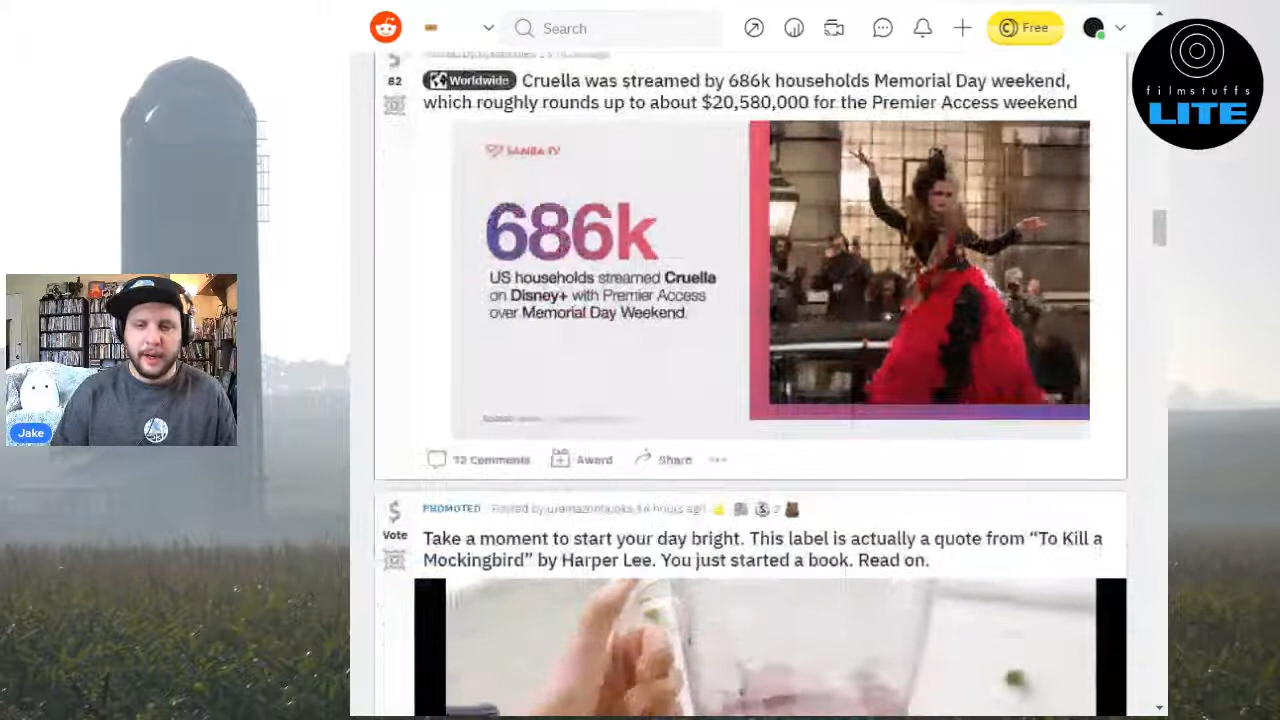 Search
Free
filmstuffs
LITE
82
Worldwide Cruella was streamed by 686k households Memorial Day weekend,
which roughly rounds up to about $20,580,000 for the Premier Access weekend
SAMBA TV
686k
US households streamed Cruella
on Disney+ with Premier Access
over Memorial Day Weekend.
Jake
Comments
Award
Share
PROMOTED
Vote
Take a moment to start your day bright. This label is actually a quote from “To Kill a
Mockingbird” by Harper Lee. You just started a book. Read on.